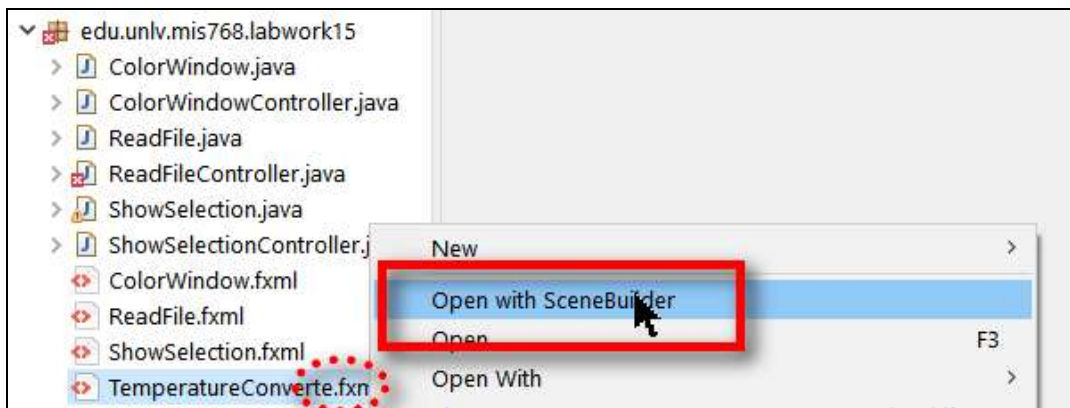 edu.unlv.mis768.labwork15
ColorWindow.java
ColorWindowController.java
ReadFile.java
ReadFileController.java
ShowSelection.java
ShowSelectionController.j
ColorWindow.fxml
ReadFile.fxml
ShowSelection.fxml
TemperatureConverte.fxm
New
Open with SceneBuilder
Open F3
Open With